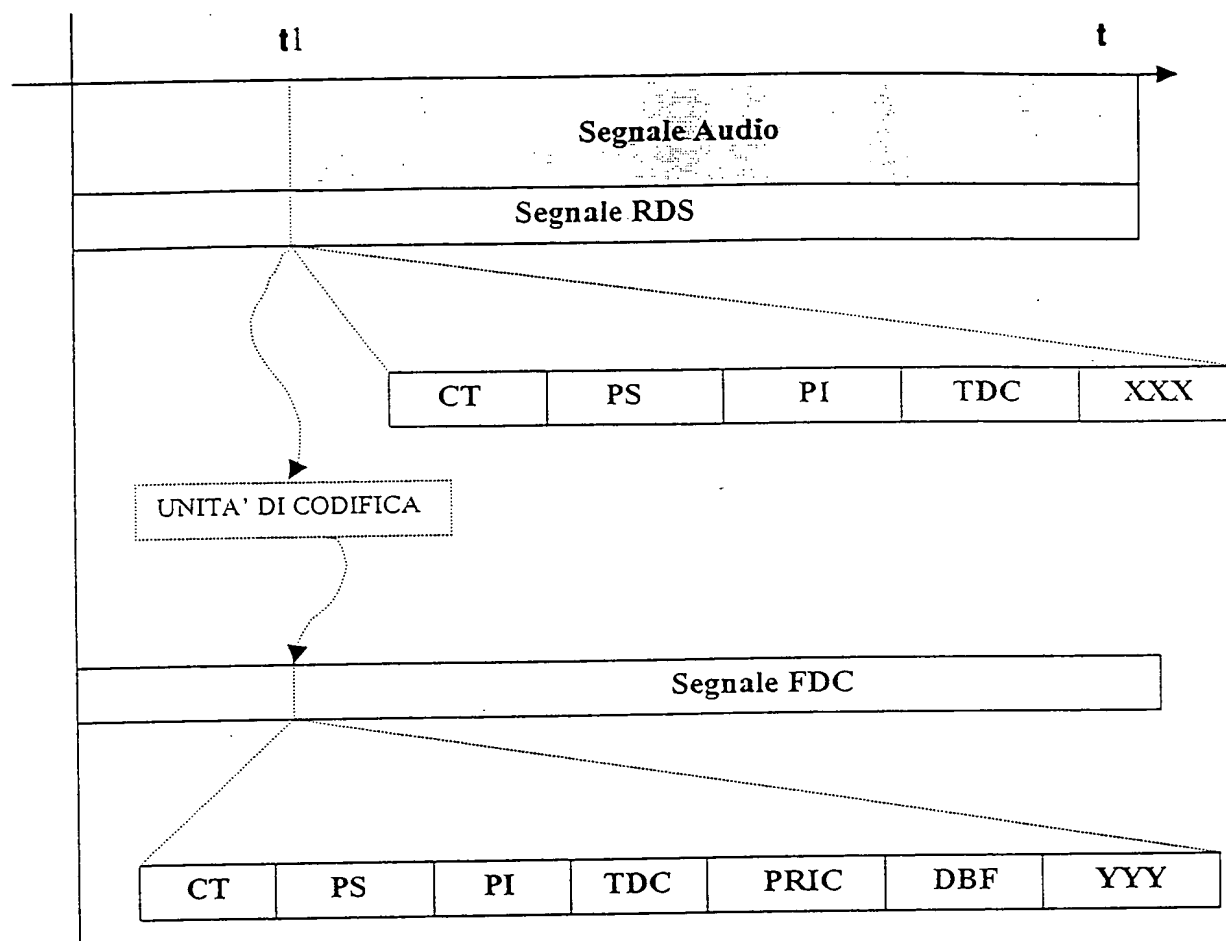 t1 t
Segnale Audio
Segnale RDS
CT PS PI TDC XXX
UNITA' DI CODIFICA
Segnale FDC
CT PS PI TDC PRIC DBF YYY